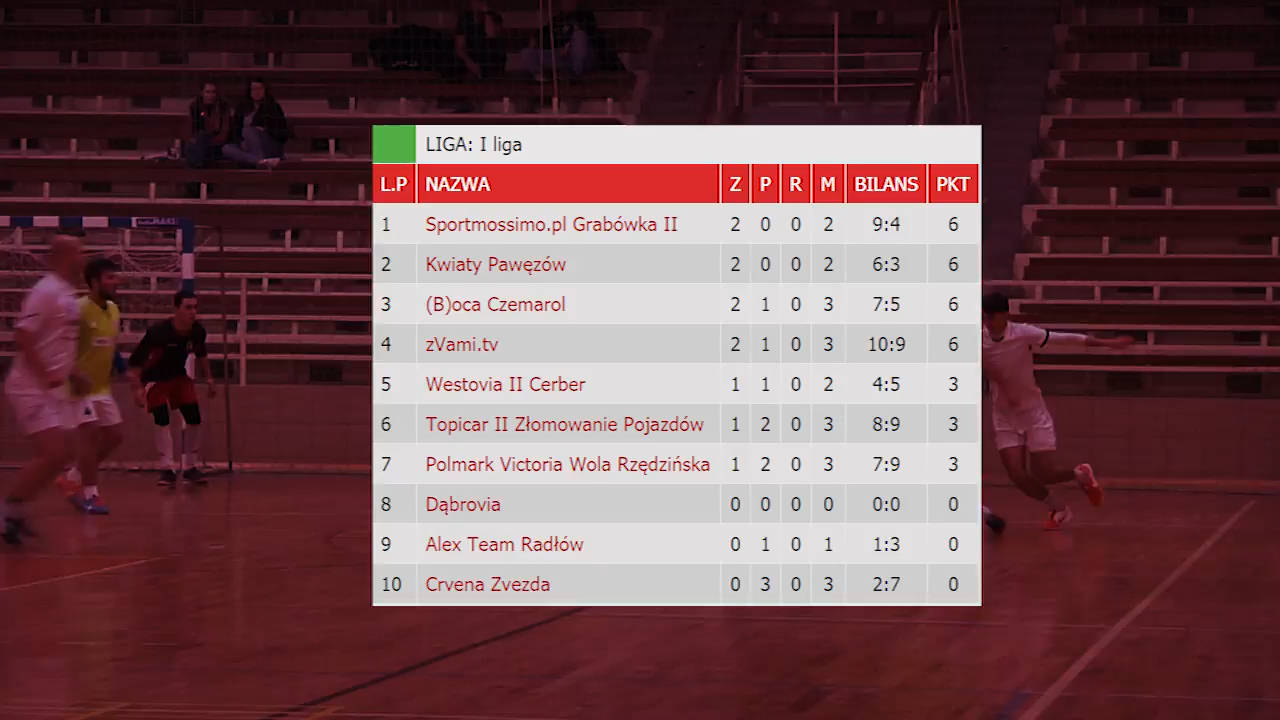 LIGA: I liga
L.P NAZWA Z P R M BILANS PKT
1 Sportmossimo.pl Grabówka II 2 0 0 2 9:4 6
2 Kwiaty Pawęzów 2 0 0 2 6:3 6
3 (B)oca Czemarol 2 1 0 3 7:5 6
4 zVami.tv 2 1 0 3 10:9 6
5 Westovia II Cerber 1 1 0 2 4:5 3
6 Topicar II Złomowanie Pojazdów 1 2 0 3 8:9 3
7 Polmark Victoria Wola Rzędzińska 1 2 0 3 7:9 3
8 Dąbrovia 0 0 0 0 0:0 0
9 Alex Team Radłów 0 1 0 1 1:3 0
10 Crvena Zvezda 0 3 0 3 2:7 0